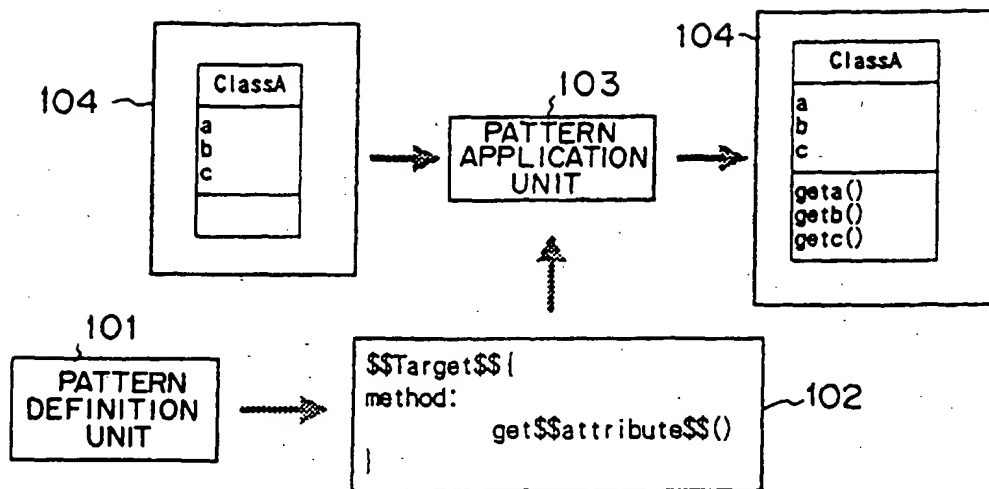 104
ClassA
a
b
c
103
PATTERN
APPLICATION
UNIT
104
ClassA
a
b
c
geta()
getb()
getc()
101
PATTERN
DEFINITION
UNIT
$$Target$${
method:
get$$attribute$$()
}
102